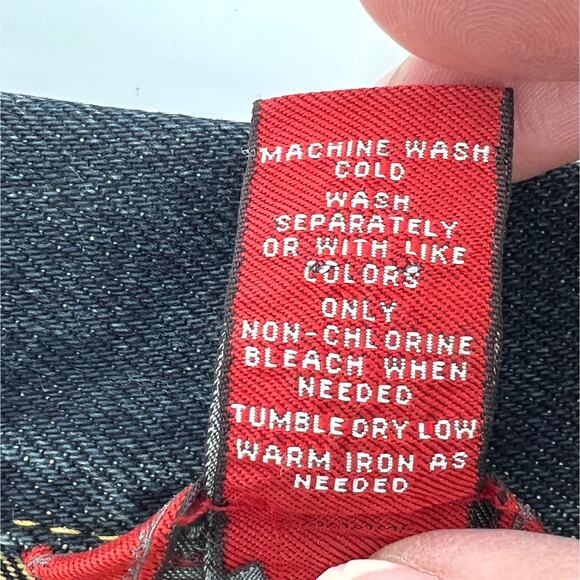 MACHINE WASH
COLD
WASH
SEPARATELY
OR WITH LIKE
COLORS
ONLY
NON-CHLORINE
BLEACH WHEN
NEEDED
TUMBLE DRY LOW
WARM IRON AS
NEEDED